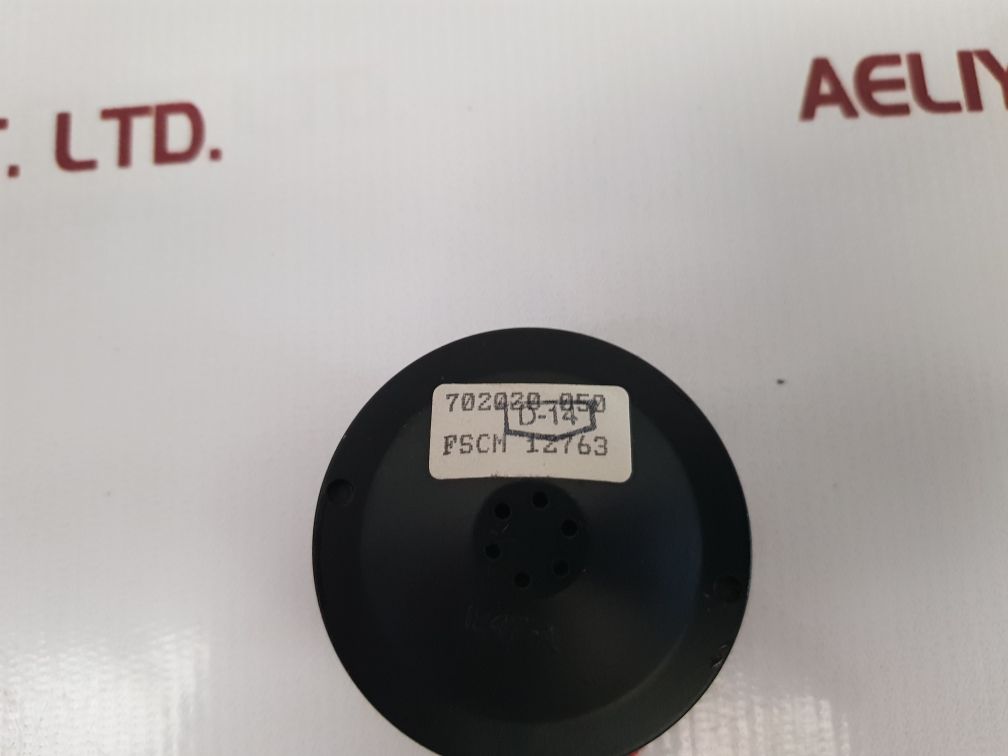 T. LTD.
AELIY
702020-050
D-14
FSCM 12763